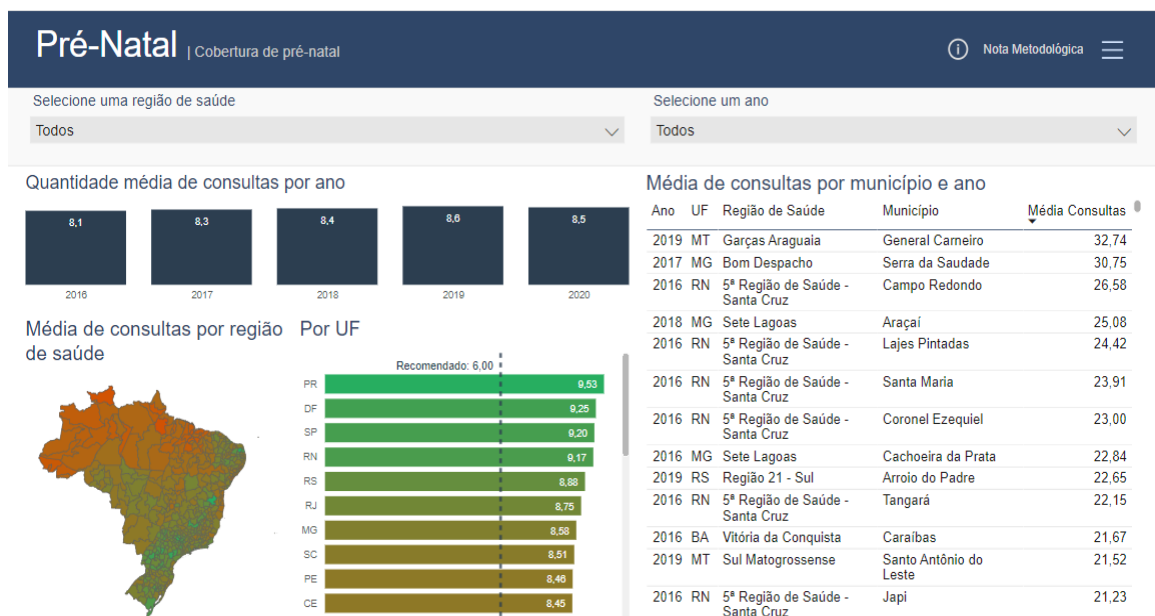 Pré-Natal | Cobertura de pré-natal
Nota Metodológica
Selecione uma região de saúde
Todos
Selecione um ano
Todos
Quantidade média de consultas por ano
8,1 8,3 8,4 8,6 8,5
2016 2017 2018 2019 2020
Média de consultas por região
de saúde
Por UF
Recomendado: 6,00
PR 9,53
DF 9,25
SP 9,20
RN 9,17
RS 8,88
RJ 8,75
MG 8,58
SC 8,51
PE 8,46
CE 8,45
Média de consultas por município e ano
Ano UF Região de Saúde Município Média Consultas
2019 MT Garças Araguaia General Carneiro 32,74
2017 MG Bom Despacho Serra da Saudade 30,75
2016 RN 5ª Região de Saúde - Campo Redondo 26,58
Santa Cruz
2018 MG Sete Lagoas Araçaí 25,08
2016 RN 5ª Região de Saúde - Lajes Pintadas 24,42
Santa Cruz
2016 RN 5ª Região de Saúde - Santa Maria 23,91
Santa Cruz
2016 RN 5ª Região de Saúde - Coronel Ezequiel 23,00
Santa Cruz
2016 MG Sete Lagoas Cachoeira da Prata 22,84
2019 RS Região 21 - Sul Arroio do Padre 22,65
2016 RN 5ª Região de Saúde - Tangará 22,15
Santa Cruz
2016 BA Vitória da Conquista Caraíbas 21,67
2019 MT Sul Matogrossense Santo Antônio do 21,52
Leste
2016 RN 5ª Região de Saúde - Japi 21,23
Santa Cruz